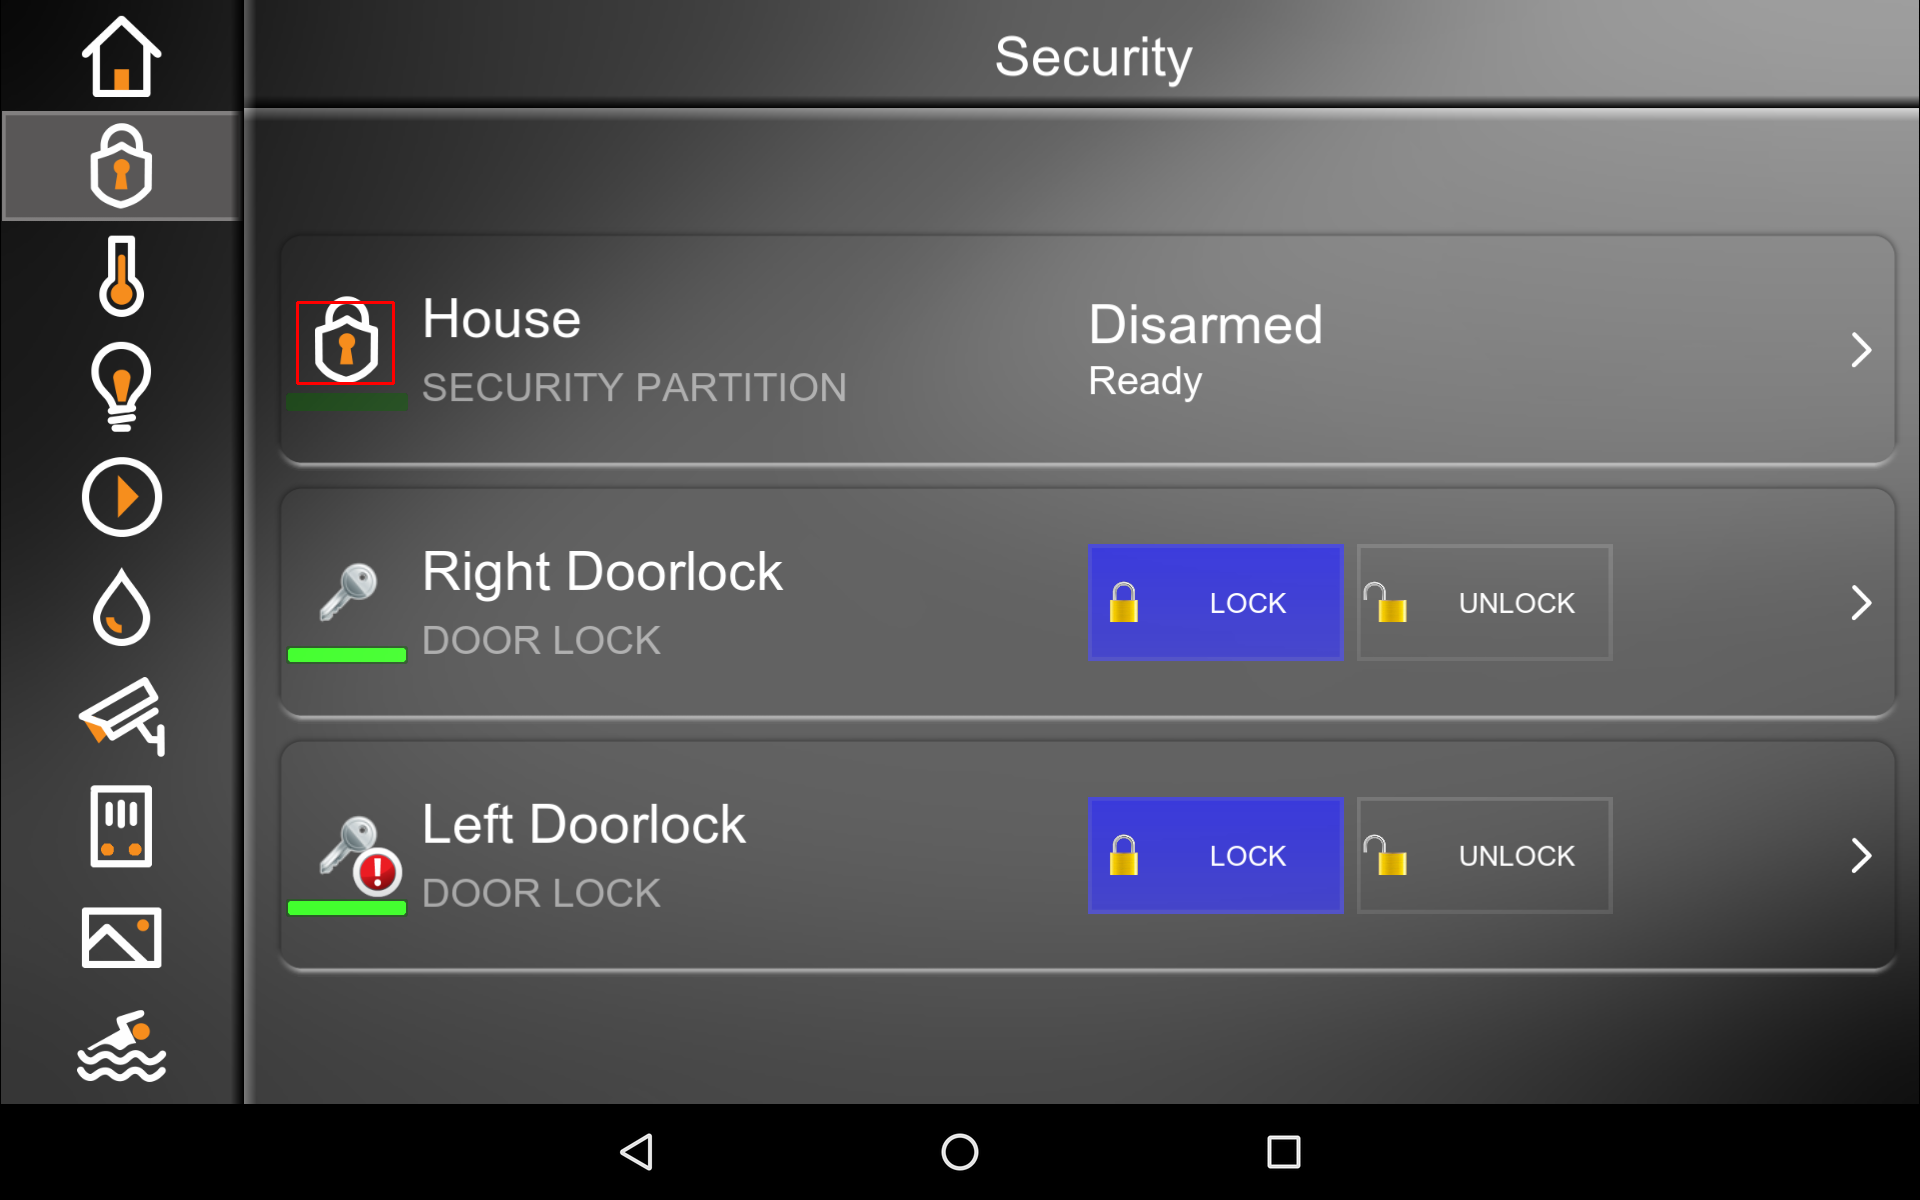 Security
House
SECURITY PARTITION
Disarmed
Ready
Right Doorlock
DOOR LOCK
LOCK
UNLOCK
Left Doorlock
DOOR LOCK
LOCK
UNLOCK